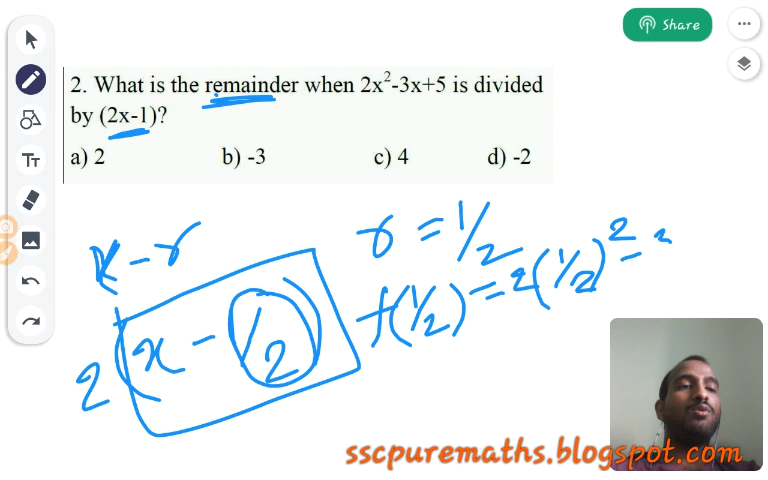 Share
2. What is the remainder when 2x²-3x+5 is divided
by (2x-1)?
a) 2 b) -3 c) 4 d) -2
x - r
r = 1/2
2(x - 1/2)
f(1/2) = 2(1/2)² -
sscpuremaths.blogspot.com